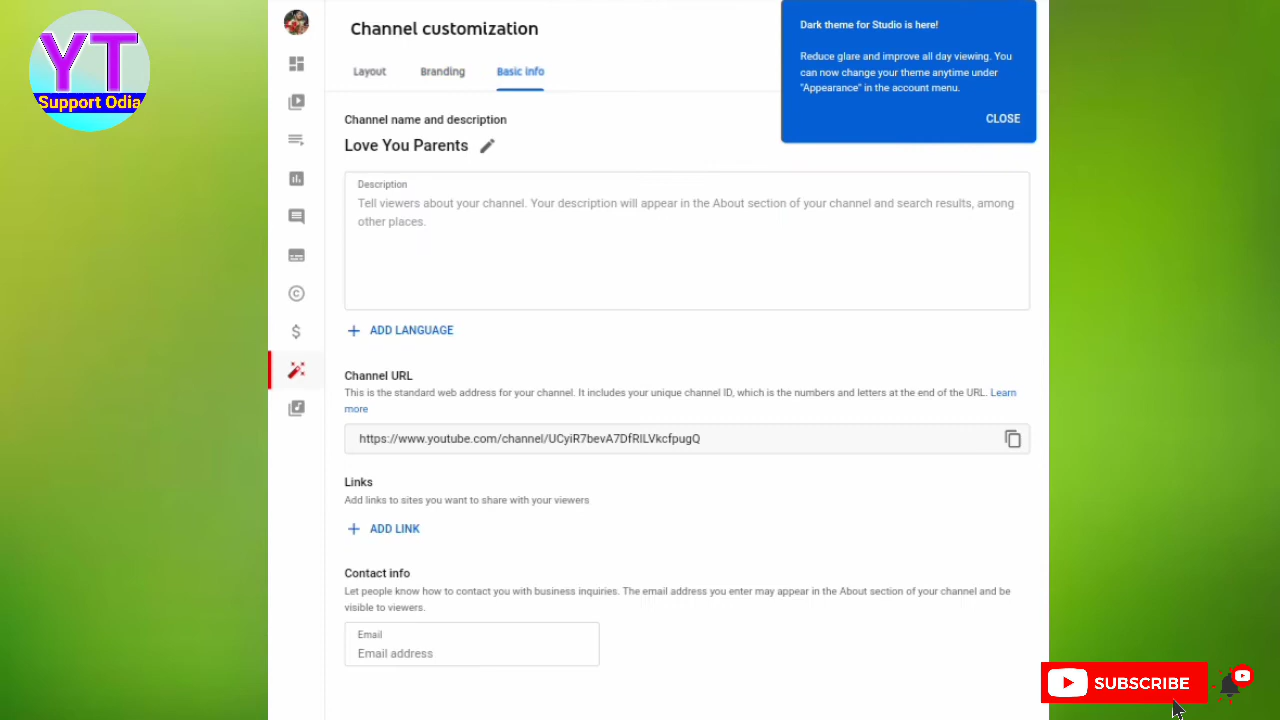 YT
Support Odia
Channel customization
Layout
Branding
Basic info
Dark theme for Studio is here!
Reduce glare and improve all day viewing. You
can now change your theme anytime under
"Appearance" in the account menu.
CLOSE
Channel name and description
Love You Parents
Description
Tell viewers about your channel. Your description will appear in the About section of your channel and search results, among
other places.
ADD LANGUAGE
Channel URL
This is the standard web address for your channel. It includes your unique channel ID, which is the numbers and letters at the end of the URL. Learn
more
https://www.youtube.com/channel/UCyiR7bevA7DfRlLVkcfpugQ
Links
Add links to sites you want to share with your viewers
ADD LINK
Contact info
Let people know how to contact you with business inquiries. The email address you enter may appear in the About section of your channel and be
visible to viewers.
Email
Email address
SUBSCRIBE